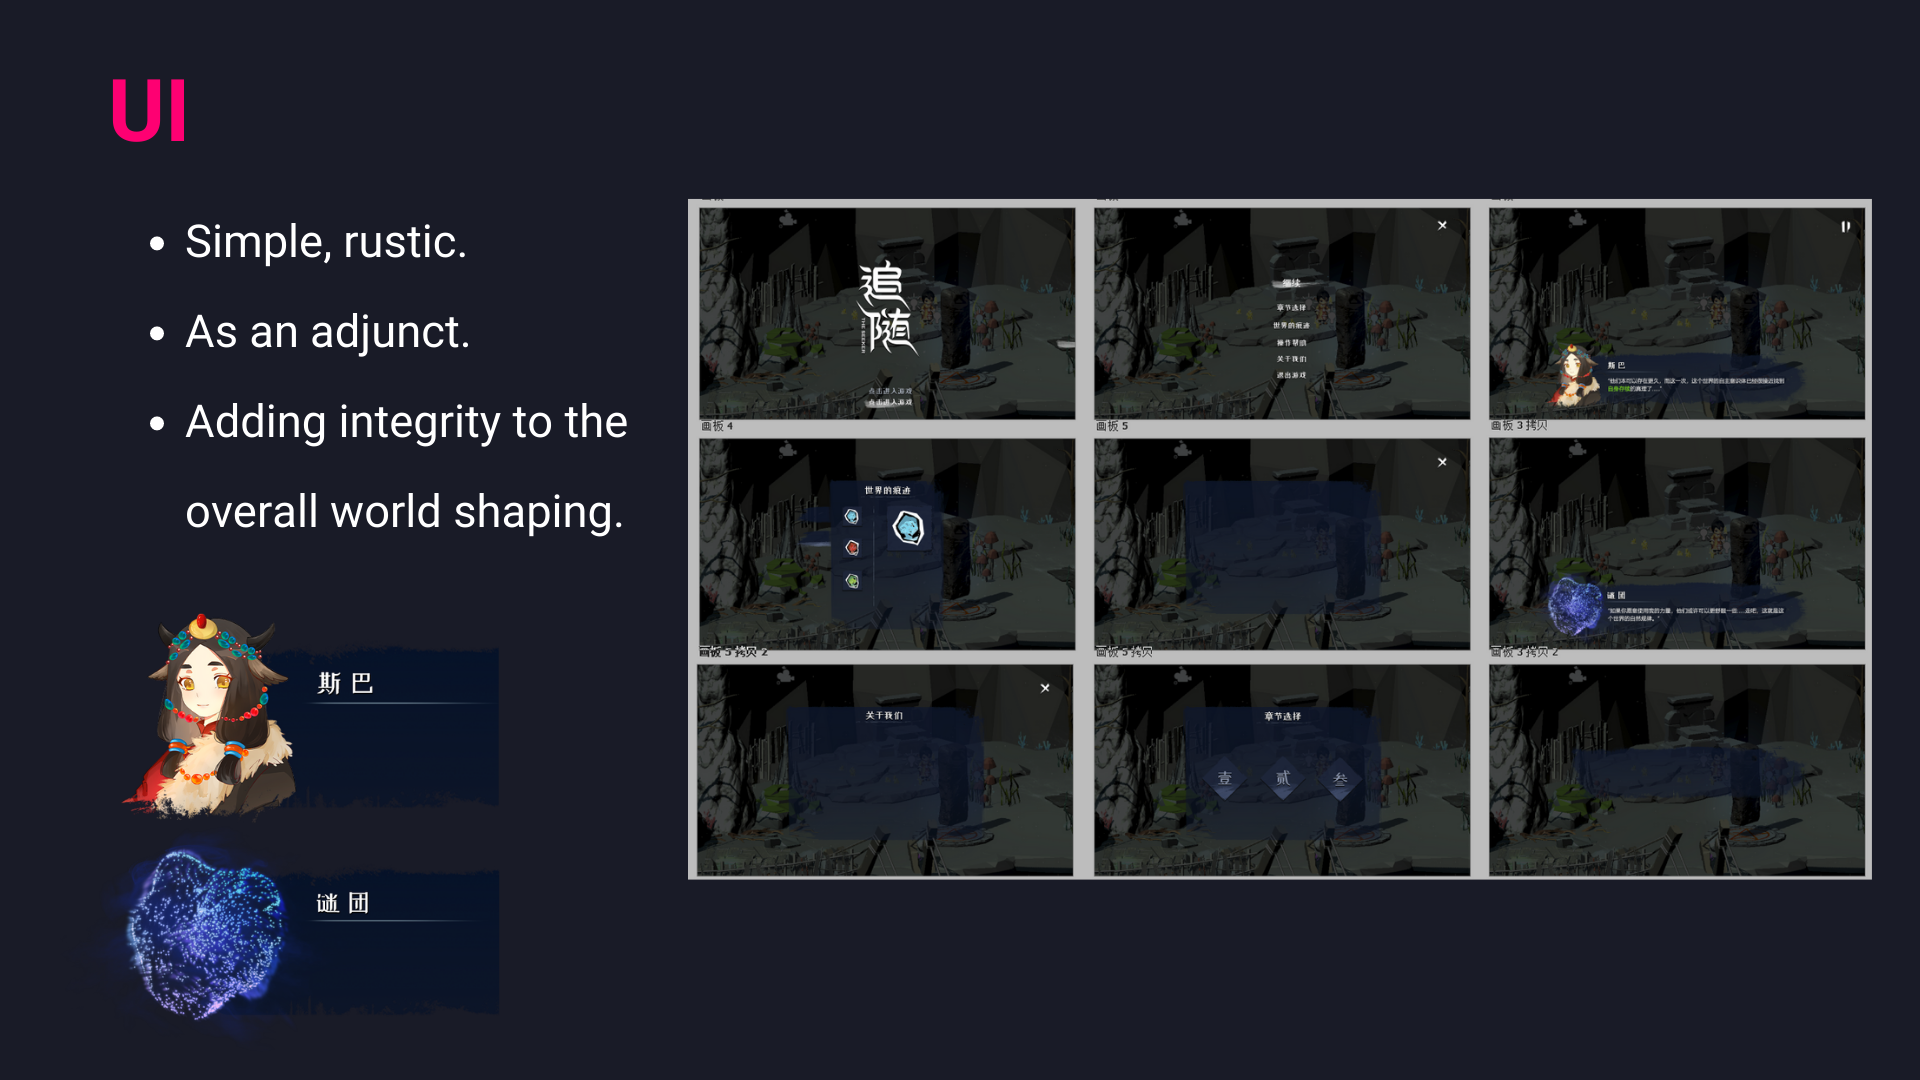 UI
Simple, rustic.
As an adjunct.
Adding integrity to the
overall world shaping.
斯巴
谜团
追随
THE SEEKER
点击进入游戏
点击进入游戏
继续
章节选择
世界的痕迹
操作帮助
关于我们
退出游戏
斯巴
画板 4
画板 5
画板 3 拷贝
世界的痕迹
谜团
画板 5 拷贝 2
画板 5 拷贝
画板 3 拷贝 2
关于我们
章节选择
壹
贰
叁